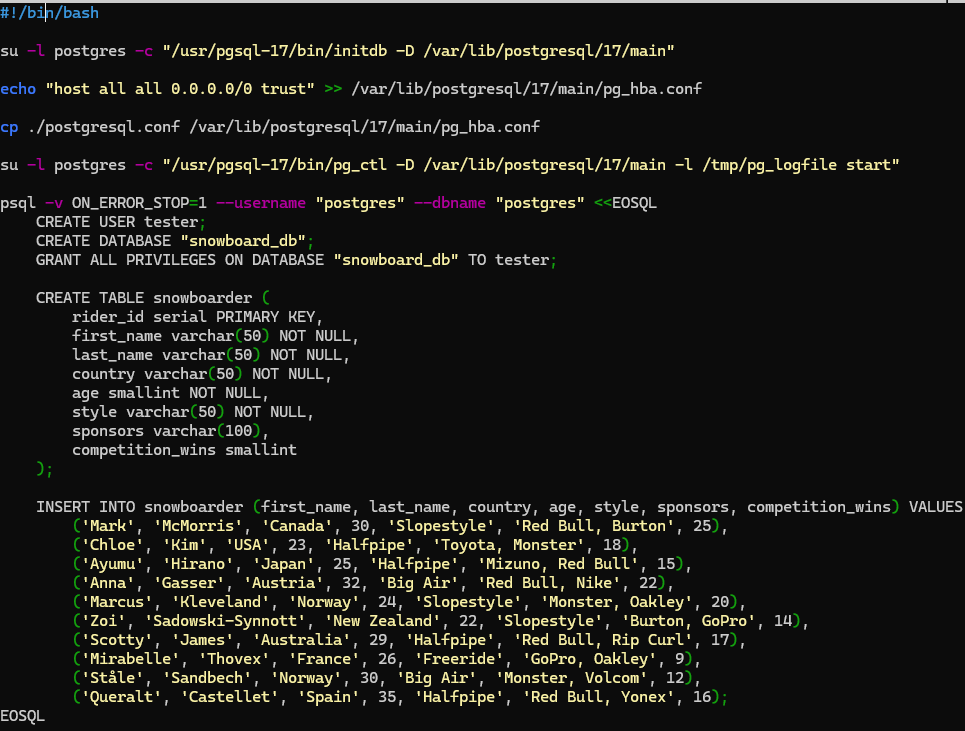 #!/bin/bash
su -l postgres -c "/usr/pgsql-17/bin/initdb -D /var/lib/postgresql/17/main"
echo "host all all 0.0.0.0/0 trust" >> /var/lib/postgresql/17/main/pg_hba.conf
cp ./postgresql.conf /var/lib/postgresql/17/main/pg_hba.conf
su -l postgres -c "/usr/pgsql-17/bin/pg_ctl -D /var/lib/postgresql/17/main -l /tmp/pg_logfile start"
psql -v ON_ERROR_STOP=1 --username "postgres" --dbname "postgres" <<EOSQL
    CREATE USER tester;
    CREATE DATABASE "snowboard_db";
    GRANT ALL PRIVILEGES ON DATABASE "snowboard_db" TO tester;
    CREATE TABLE snowboarder (
        rider_id serial PRIMARY KEY,
        first_name varchar(50) NOT NULL,
        last_name varchar(50) NOT NULL,
        country varchar(50) NOT NULL,
        age smallint NOT NULL,
        style varchar(50) NOT NULL,
        sponsors varchar(100),
        competition_wins smallint
    );
    INSERT INTO snowboarder (first_name, last_name, country, age, style, sponsors, competition_wins) VALUES
        ('Mark', 'McMorris', 'Canada', 30, 'Slopestyle', 'Red Bull, Burton', 25),
        ('Chloe', 'Kim', 'USA', 23, 'Halfpipe', 'Toyota, Monster', 18),
        ('Ayumu', 'Hirano', 'Japan', 25, 'Halfpipe', 'Mizuno, Red Bull', 15),
        ('Anna', 'Gasser', 'Austria', 32, 'Big Air', 'Red Bull, Nike', 22),
        ('Marcus', 'Kleveland', 'Norway', 24, 'Slopestyle', 'Monster, Oakley', 20),
        ('Zoi', 'Sadowski-Synnott', 'New Zealand', 22, 'Slopestyle', 'Burton, GoPro', 14),
        ('Scotty', 'James', 'Australia', 29, 'Halfpipe', 'Red Bull, Rip Curl', 17),
        ('Mirabelle', 'Thovex', 'France', 26, 'Freeride', 'GoPro, Oakley', 9),
        ('Ståle', 'Sandbech', 'Norway', 30, 'Big Air', 'Monster, Volcom', 12),
        ('Queralt', 'Castellet', 'Spain', 35, 'Halfpipe', 'Red Bull, Yonex', 16);
EOSQL